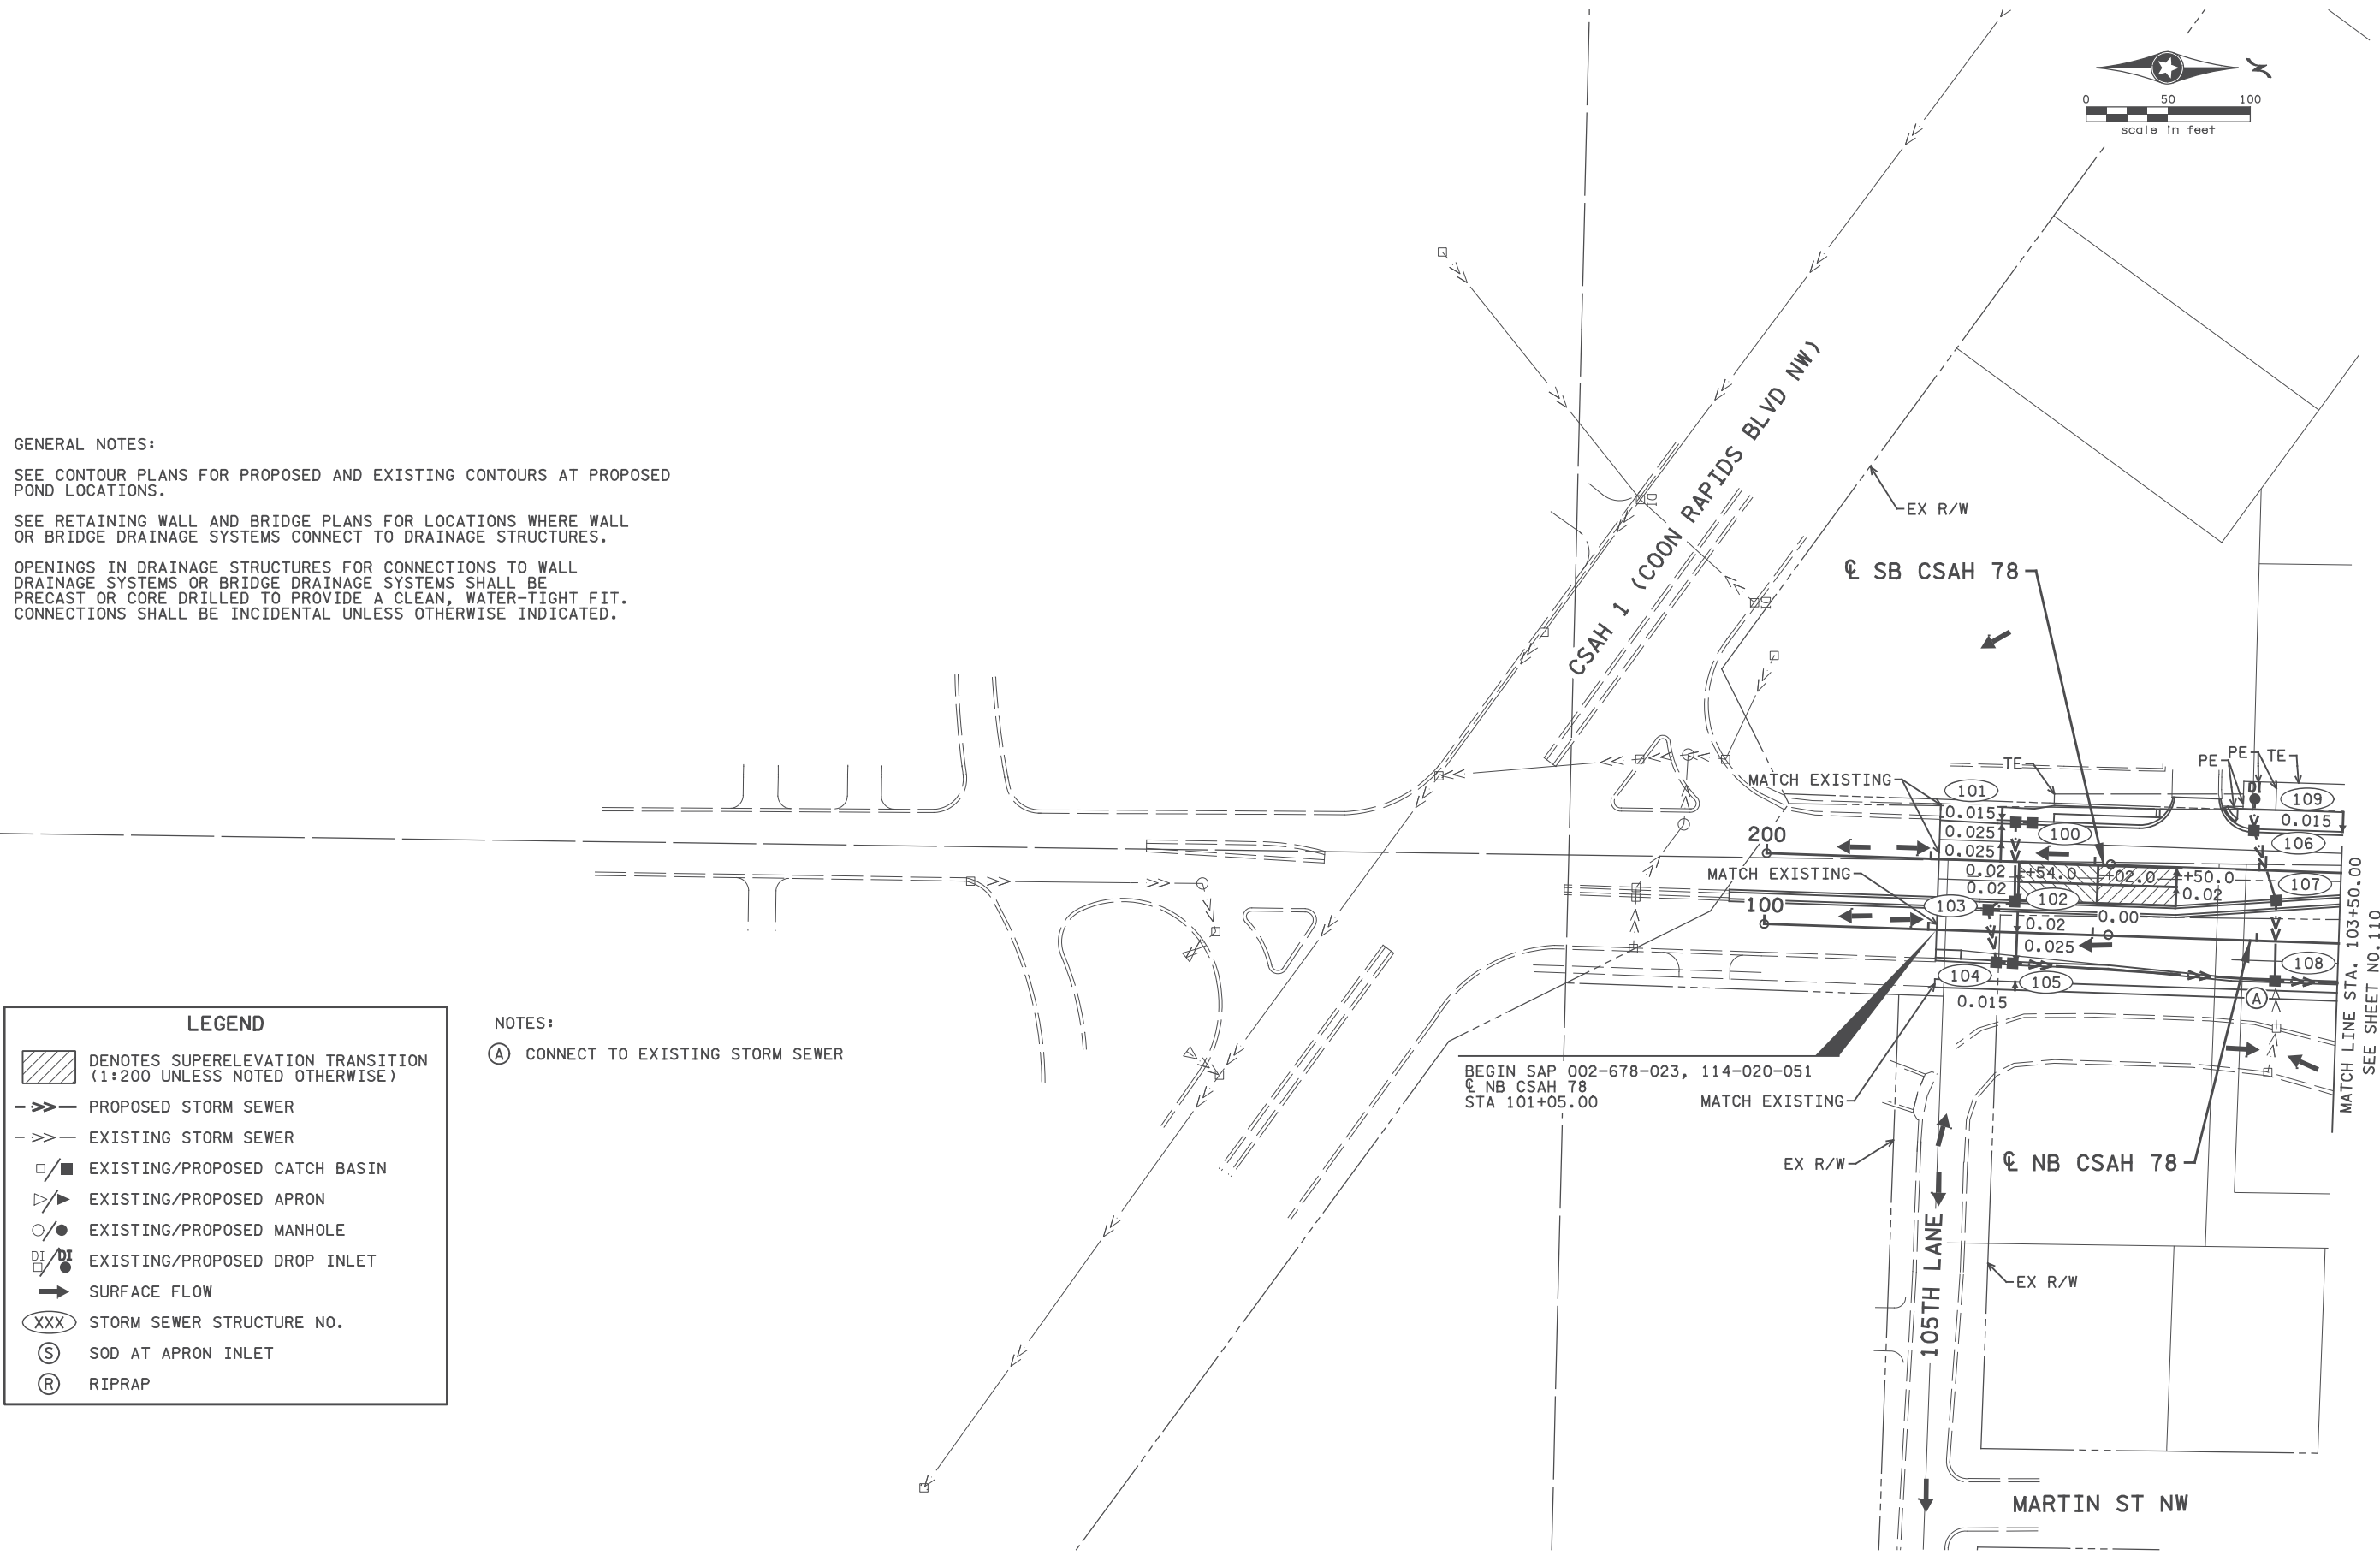 0 50 100
scale in feet
GENERAL NOTES:
SEE CONTOUR PLANS FOR PROPOSED AND EXISTING CONTOURS AT PROPOSED
POND LOCATIONS.
SEE RETAINING WALL AND BRIDGE PLANS FOR LOCATIONS WHERE WALL
OR BRIDGE DRAINAGE SYSTEMS CONNECT TO DRAINAGE STRUCTURES.
OPENINGS IN DRAINAGE STRUCTURES FOR CONNECTIONS TO WALL
DRAINAGE SYSTEMS OR BRIDGE DRAINAGE SYSTEMS SHALL BE
PRECAST OR CORE DRILLED TO PROVIDE A CLEAN, WATER-TIGHT FIT.
CONNECTIONS SHALL BE INCIDENTAL UNLESS OTHERWISE INDICATED.
CSAH 1 (COON RAPIDS BLVD NW)
DI
DI
EX R/W
℄ SB CSAH 78
TE
PE
PE
TE
DI
MATCH EXISTING
101
109
0.015
0.015
0.025
100
200
106
0.025
0.02
+54.0
+02.0
+50.0
107
MATCH EXISTING
0.02
0.02
103
102
100
0.00
0.02
0.025
108
104
105
A
0.015
MATCH LINE STA. 103+50.00
SEE SHEET NO.110
BEGIN SAP 002-678-023, 114-020-051
℄ NB CSAH 78
STA 101+05.00
MATCH EXISTING
EX R/W
℄ NB CSAH 78
105TH LANE
EX R/W
MARTIN ST NW
LEGEND
DENOTES SUPERELEVATION TRANSITION
(1:200 UNLESS NOTED OTHERWISE)
PROPOSED STORM SEWER
EXISTING STORM SEWER
EXISTING/PROPOSED CATCH BASIN
EXISTING/PROPOSED APRON
EXISTING/PROPOSED MANHOLE
DI/DI EXISTING/PROPOSED DROP INLET
SURFACE FLOW
XXX STORM SEWER STRUCTURE NO.
S SOD AT APRON INLET
R RIPRAP
NOTES:
A CONNECT TO EXISTING STORM SEWER